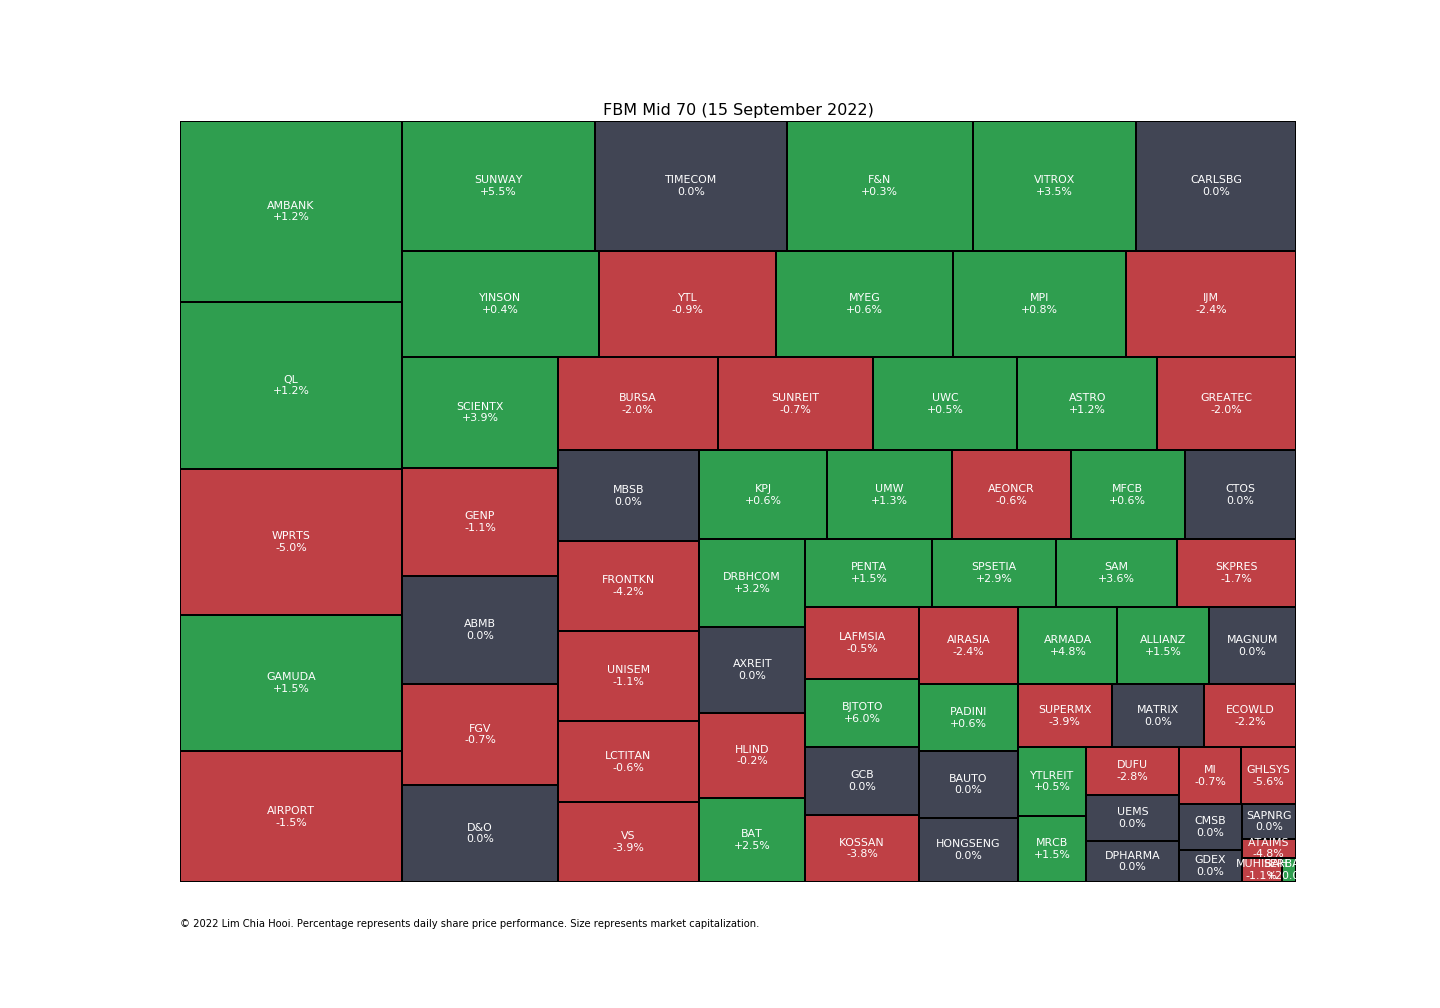 FBM Mid 70 (15 September 2022)
AMBANK
+1.2%
QL
+1.2%
WPRTS
-5.0%
GAMUDA
+1.5%
AIRPORT
-1.5%
SUNWAY
+5.5%
TIMECOM
0.0%
F&N
+0.3%
VITROX
+3.5%
CARLSBG
0.0%
YINSON
+0.4%
YTL
-0.9%
MYEG
+0.6%
MPI
+0.8%
IJM
-2.4%
SCIENTX
+3.9%
GENP
-1.1%
ABMB
0.0%
FGV
-0.7%
D&O
0.0%
BURSA
-2.0%
SUNREIT
-0.7%
UWC
+0.5%
ASTRO
+1.2%
GREATEC
-2.0%
MBSB
0.0%
FRONTKN
-4.2%
UNISEM
-1.1%
LCTITAN
-0.6%
VS
-3.9%
KPJ
+0.6%
UMW
+1.3%
AEONCR
-0.6%
MFCB
+0.6%
CTOS
0.0%
DRBHCOM
+3.2%
AXREIT
0.0%
HLIND
-0.2%
BAT
+2.5%
PENTA
+1.5%
SPSETIA
+2.9%
SAM
+3.6%
SKPRES
-1.7%
LAFMSIA
-0.5%
BJTOTO
+6.0%
GCB
0.0%
KOSSAN
-3.8%
AIRASIA
-2.4%
PADINI
+0.6%
BAUTO
0.0%
HONGSENG
0.0%
ARMADA
+4.8%
ALLIANZ
+1.5%
MAGNUM
0.0%
SUPERMX
-3.9%
MATRIX
0.0%
ECOWLD
-2.2%
YTLREIT
+0.5%
MRCB
+1.5%
DUFU
-2.8%
UEMS
0.0%
DPHARMA
0.0%
MI
-0.7%
GHLSYS
-5.6%
CMSB
0.0%
GDEX
0.0%
SAPNRG
0.0%
ATAIMS
-4.8%
-1.1%
© 2022 Lim Chia Hooi. Percentage represents daily share price performance. Size represents market capitalization.